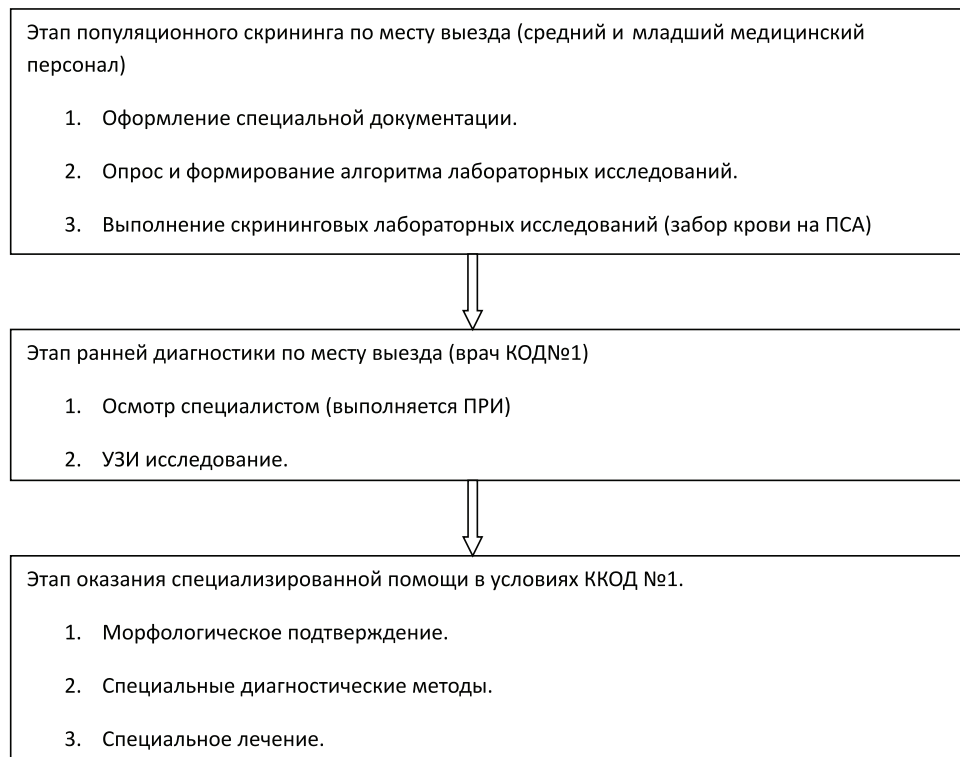 Этап популяционного скрининга по месту выезда (средний и младший медицинский
персонал)
1. Оформление специальной документации.
2. Опрос и формирование алгоритма лабораторных исследований.
3. Выполнение скрининговых лабораторных исследований (забор крови на ПСА)
Этап ранней диагностики по месту выезда (врач КОД№1)
1. Осмотр специалистом (выполняется ПРИ)
2. УЗИ исследование.
Этап оказания специализированной помощи в условиях ККОД №1.
1. Морфологическое подтверждение.
2. Специальные диагностические методы.
3. Специальное лечение.